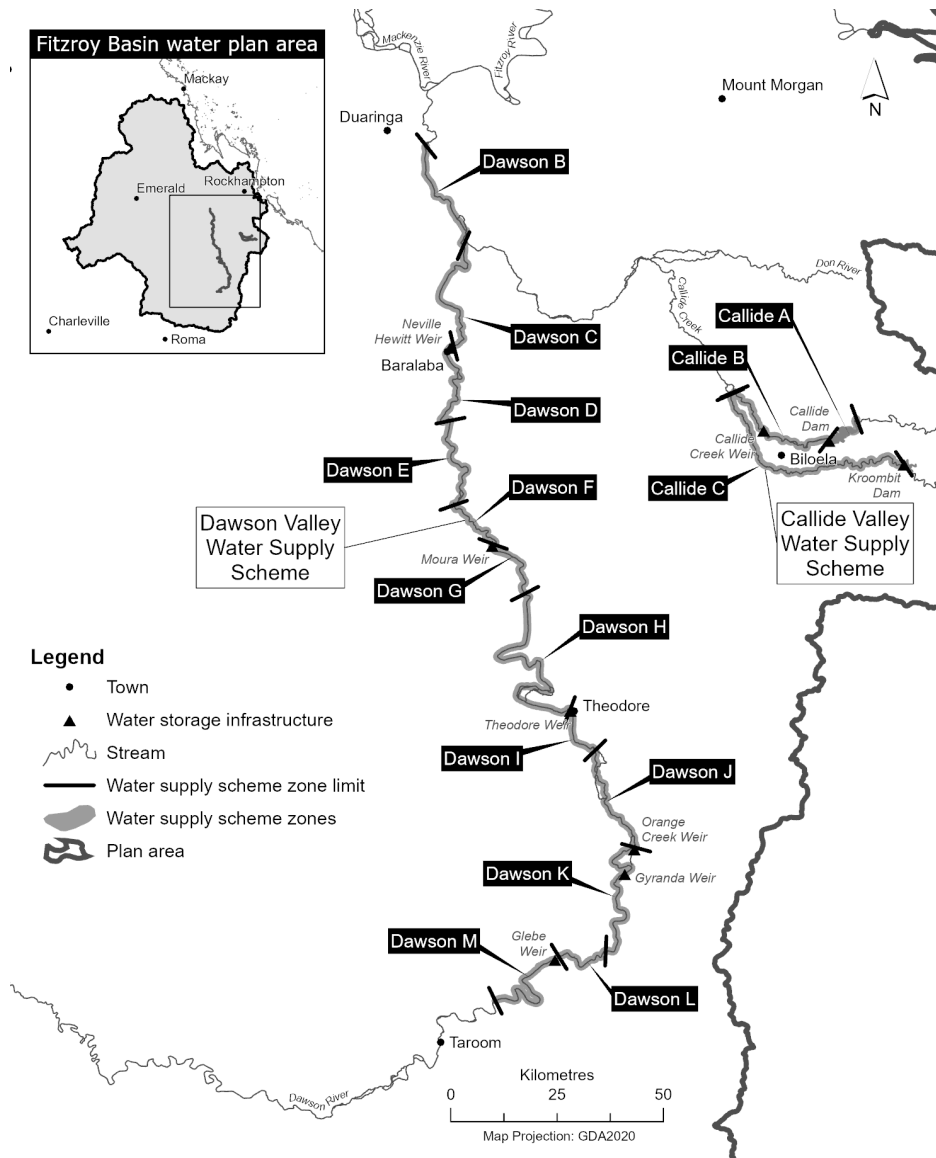 Fitzroy Basin water plan area
Mackay
Emerald
Rockhampton
Charleville
Roma
Mackenzie River
Fitzroy River
Mount Morgan
N
Duaringa
Dawson B
Don River
Callide Creek
Callide A
Dawson C
Neville
Hewitt Weir
Callide B
Baralaba
Dawson D
Callide
Dam
Callide
Creek Weir
Biloela
Dawson E
Dawson F
Callide C
Kroombit
Dam
Dawson Valley
Water Supply
Scheme
Callide Valley
Water Supply
Scheme
Moura Weir
Dawson G
Dawson H
Legend
Town
Water storage infrastructure
Stream
Water supply scheme zone limit
Water supply scheme zones
Plan area
Theodore
Theodore Weir
Dawson I
Dawson J
Orange
Creek Weir
Dawson K
Gyranda Weir
Dawson M
Glebe
Weir
Dawson L
Taroom
Dawson River
Kilometres
0 25 50
Map Projection: GDA2020